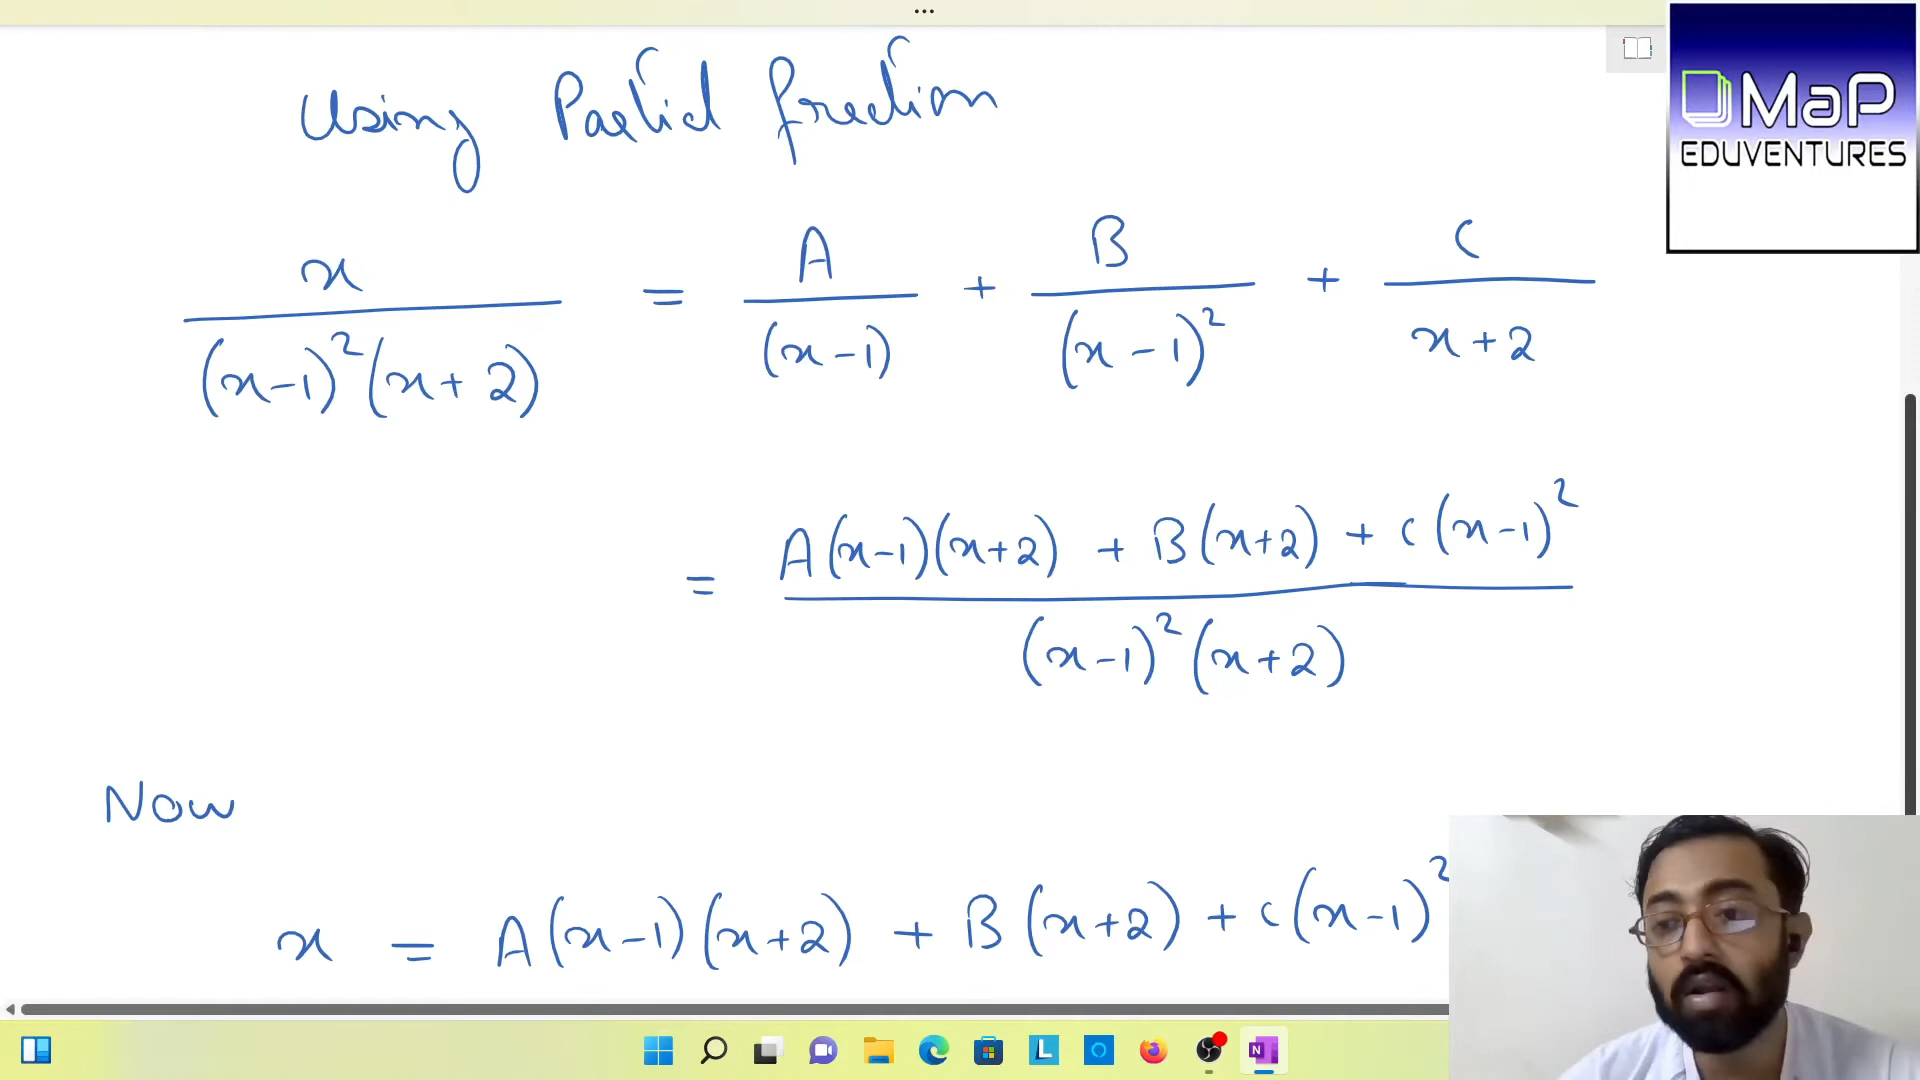 ...
MaP
EDUVENTURES
Using Partial fraction
x/((x-1)²(x+2)) = A/(x-1) + B/(x-1)² + C/(x+2)
= (A(x-1)(x+2) + B(x+2) + C(x-1)²)/((x-1)²(x+2))
Now
x = A(x-1)(x+2) + B(x+2) + C(x-1)²
L
N